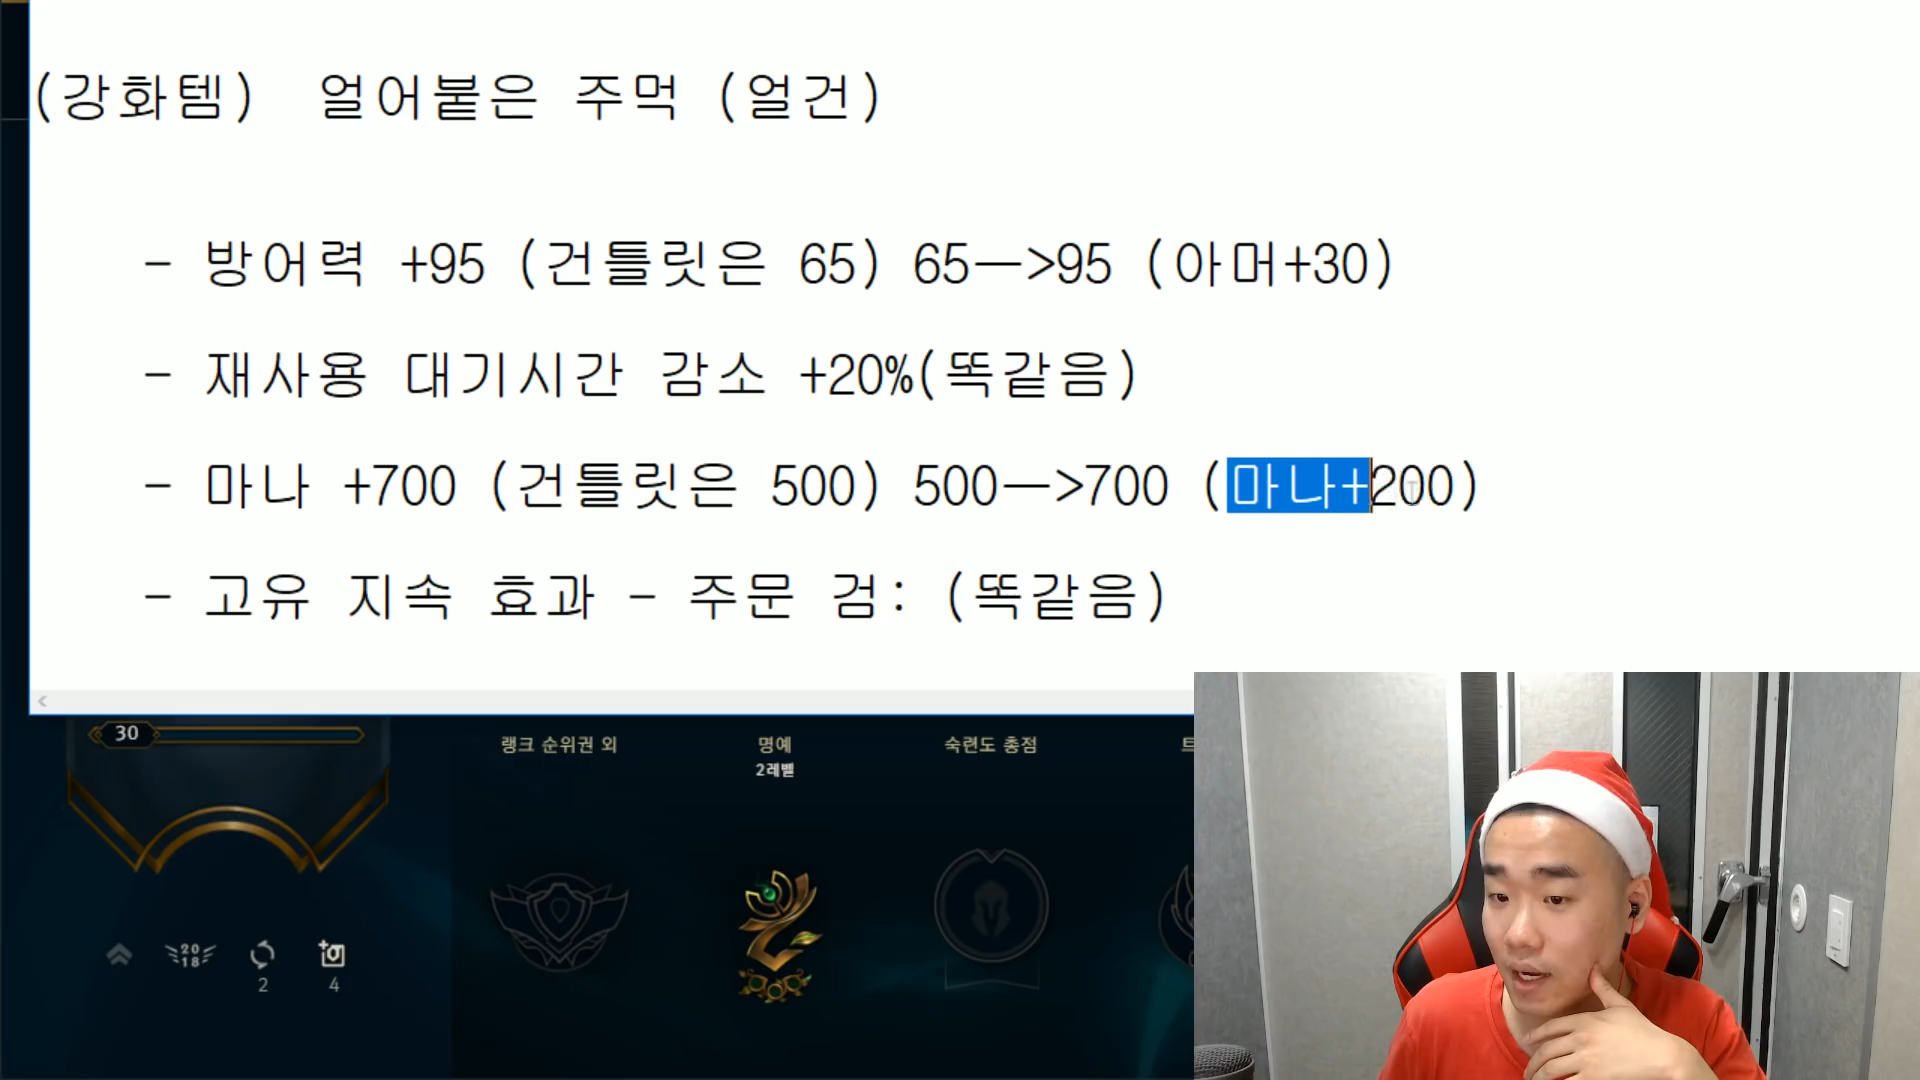 (강화템) 얼어붙은 주먹 (얼건)
- 방어력 +95 (건틀릿은 65) 65—>95 (아머+30)
- 재사용 대기시간 감소 +20%(똑같음)
- 마나 +700 (건틀릿은 500) 500—>700 (마나+200)
- 고유 지속 효과 - 주문 검: (똑같음)
30
랭크 순위권 외
명예
숙련도 총점
트
2레벨
20
18
2
4